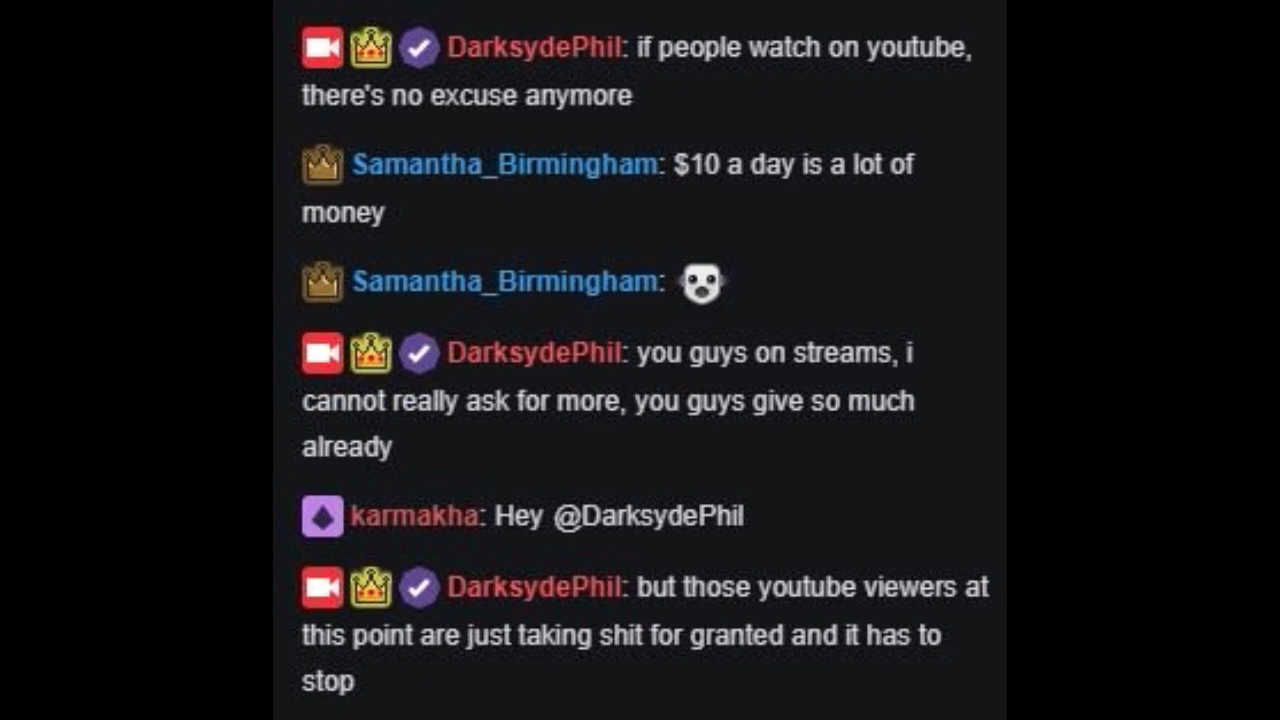 DarksydePhil: if people watch on youtube,
there's no excuse anymore
Samantha_Birmingham: $10 a day is a lot of
money
Samantha_Birmingham:
DarksydePhil: you guys on streams, i
cannot really ask for more, you guys give so much
already
karmakha: Hey @DarksydePhil
DarksydePhil: but those youtube viewers at
this point are just taking shit for granted and it has to
stop